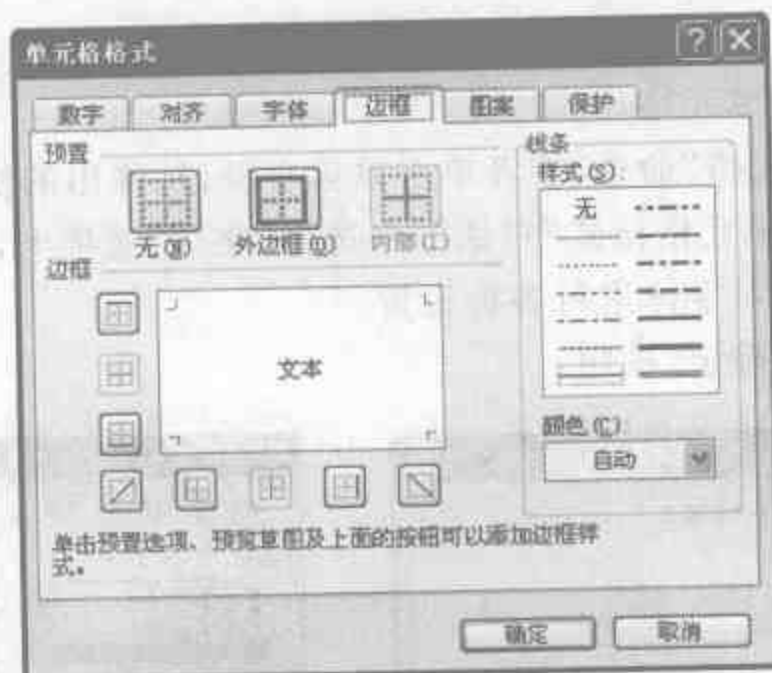 单元格格式
数字 对齐 字体 边框 图案 保护
预置
无(N) 外边框(O) 内部(I)
边框
文本
线条
样式(S):
无
颜色(C):
自动
单击预置选项、预览草图及上面的按钮可以添加边框样
式。
确定 取消